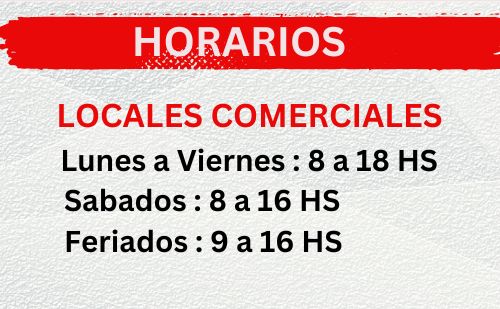 HORARIOS
LOCALES COMERCIALES
Lunes a Viernes : 8 a 18 HS
Sabados : 8 a 16 HS
Feriados : 9 a 16 HS